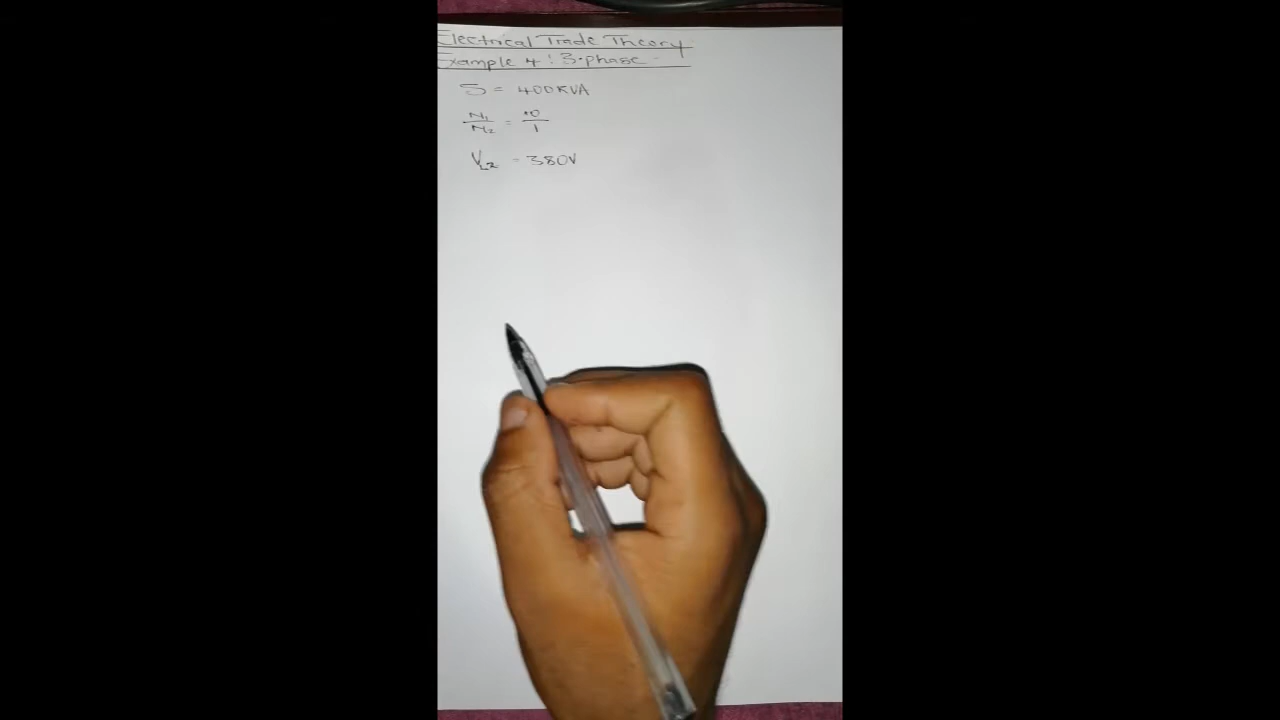 Electrical Trade Theory
Example 4 : 3-phase
S = 400KVA
N1/N2 = 10/1
VL2 = 380V